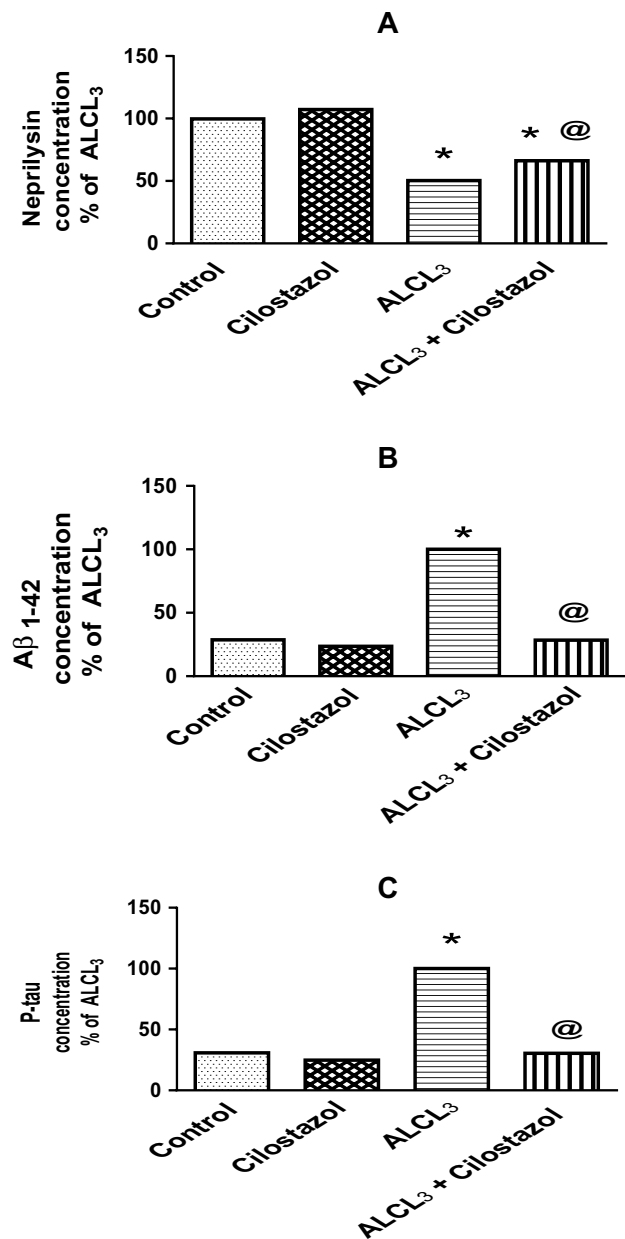 A
Neprilysin
concentration
% of ALCL₃
150
100
50
0
*
* @
Control
Cilostazol
ALCL₃
ALCL₃ + Cilostazol
B
Aβ 1-42
concentration
% of ALCL₃
150
100
50
0
*
@
Control
Cilostazol
ALCL₃
ALCL₃ + Cilostazol
C
P-tau
concentration
% of ALCL₃
150
100
50
0
*
@
Control
Cilostazol
ALCL₃
ALCL₃ + Cilostazol